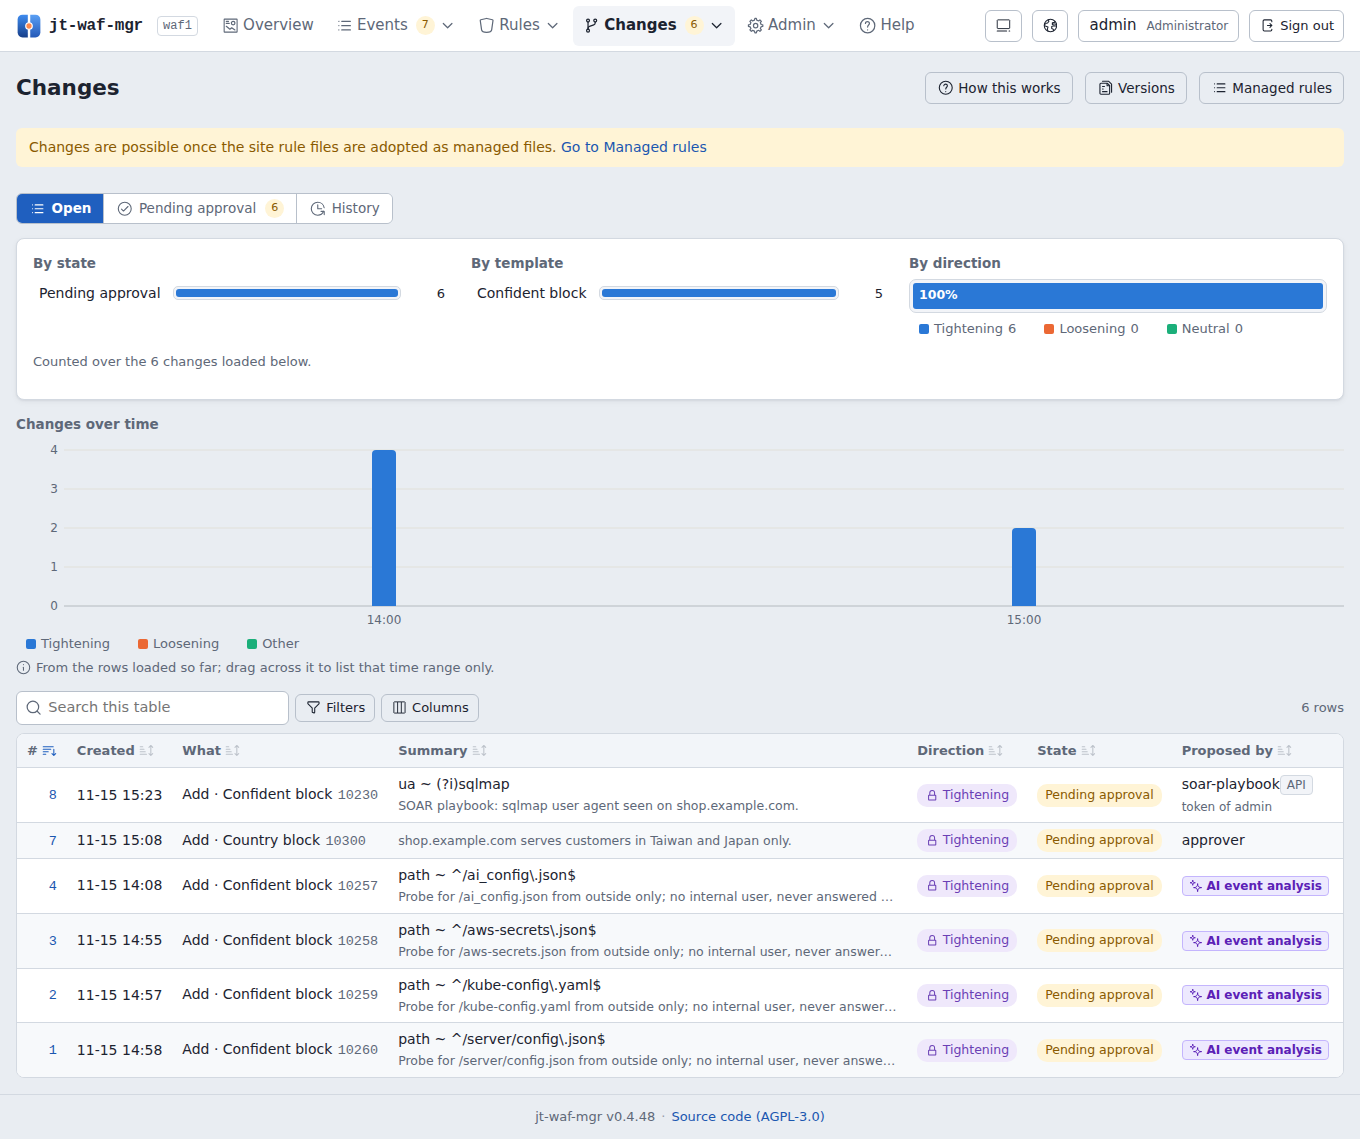 jt-waf-mgr waf1 Overview Events 7 Rules Changes 6 Admin Help admin Administrator Sign out
Changes How this works Versions Managed rules
Changes are possible once the site rule files are adopted as managed files. Go to Managed rules
Open Pending approval 6 History
By state By template By direction
Pending approval 6 Confident block 5 100%
Tightening 6 Loosening 0 Neutral 0
Counted over the 6 changes loaded below.
Changes over time
4
3
2
1
0
14:00 15:00
Tightening Loosening Other
From the rows loaded so far; drag across it to list that time range only.
Search this table Filters Columns 6 rows
# Created What Summary Direction State Proposed by
8 11-15 15:23 Add · Confident block 10230 ua ~ (?i)sqlmap Tightening Pending approval soar-playbook API
SOAR playbook: sqlmap user agent seen on shop.example.com. token of admin
7 11-15 15:08 Add · Country block 10300 shop.example.com serves customers in Taiwan and Japan only. Tightening Pending approval approver
4 11-15 14:08 Add · Confident block 10257 path ~ ^/ai_config\.json$ Tightening Pending approval AI event analysis
Probe for /ai_config.json from outside only; no internal user, never answered …
3 11-15 14:55 Add · Confident block 10258 path ~ ^/aws-secrets\.json$ Tightening Pending approval AI event analysis
Probe for /aws-secrets.json from outside only; no internal user, never answer…
2 11-15 14:57 Add · Confident block 10259 path ~ ^/kube-config\.yaml$ Tightening Pending approval AI event analysis
Probe for /kube-config.yaml from outside only; no internal user, never answer…
1 11-15 14:58 Add · Confident block 10260 path ~ ^/server/config\.json$ Tightening Pending approval AI event analysis
Probe for /server/config.json from outside only; no internal user, never answe…
jt-waf-mgr v0.4.48 · Source code (AGPL-3.0)